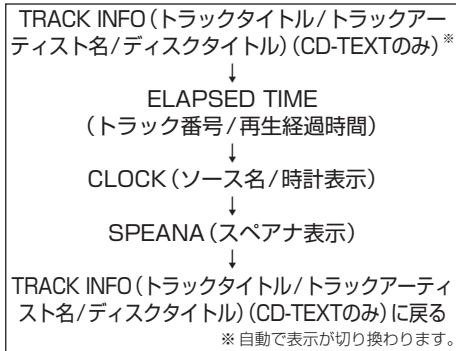 TRACK INFO（トラックタイトル/トラックアー
ティスト名/ディスクタイトル）（CD-TEXTのみ）※
↓
ELAPSED TIME
（トラック番号/再生経過時間）
↓
CLOCK（ソース名/時計表示）
↓
SPEANA（スペアナ表示）
↓
TRACK INFO（トラックタイトル/トラックアーティ
スト名/ディスクタイトル）（CD-TEXTのみ）に戻る
※ 自動で表示が切り換わります。